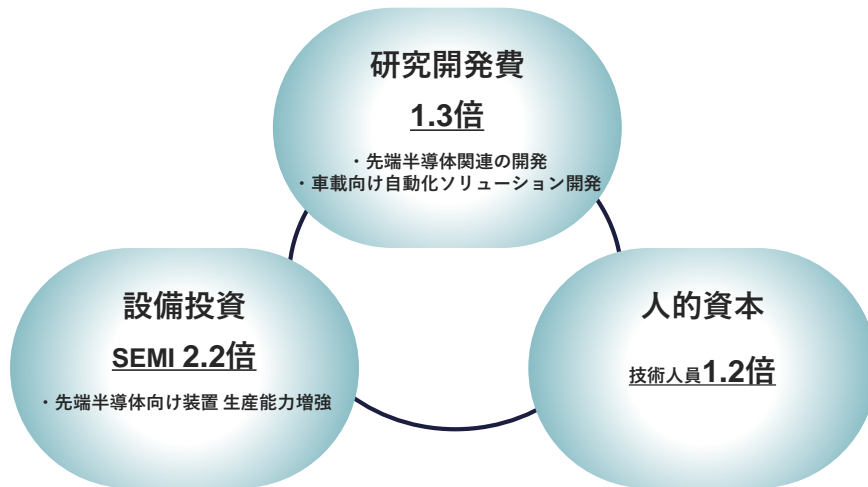 研究開発費
1.3倍
・先端半導体関連の開発
・車載向け自動化ソリューション開発
設備投資
SEMI 2.2倍
・先端半導体向け装置 生産能力増強
人的資本
技術人員1.2倍